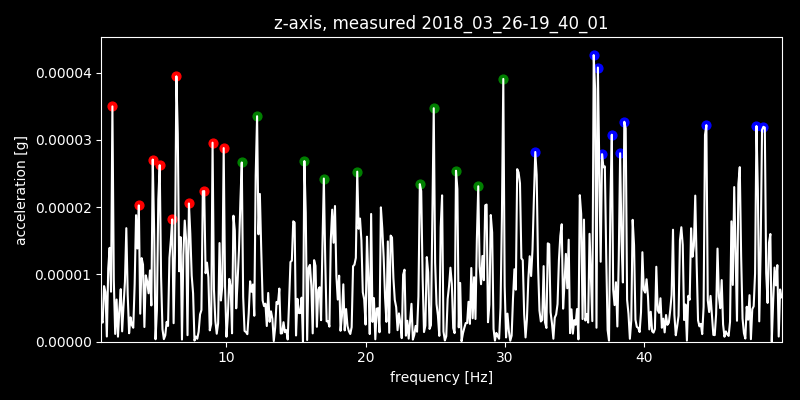 z-axis, measured 2018_03_26-19_40_01
0.00004
0.00003
0.00002
0.00001
0.00000
acceleration [g]
10 20 30 40
frequency [Hz]